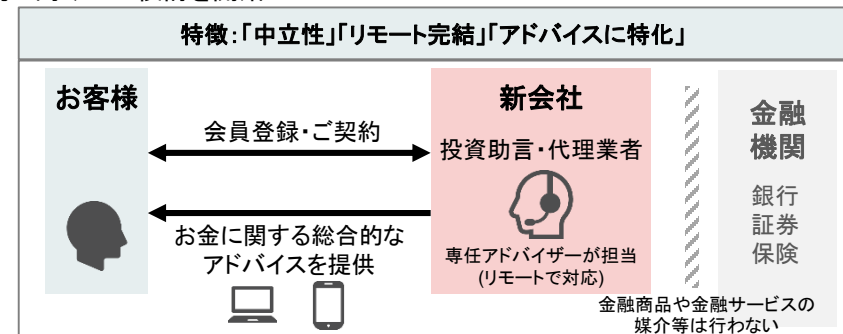 特徴：「中立性」「リモート完結」「アドバイスに特化」
お客様
会員登録・ご契約
お金に関する総合的な
アドバイスを提供
新会社
投資助言・代理業者
専任アドバイザーが担当
(リモートで対応)
金融
機関
銀行
証券
保険
金融商品や金融サービスの
媒介等は行わない